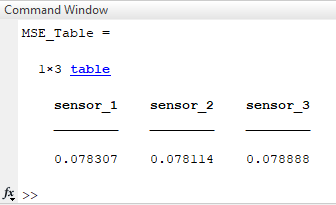 Command Window
MSE_Table =
1×3 table
sensor_1 sensor_2 sensor_3
0.078307 0.078114 0.078888
fx >>